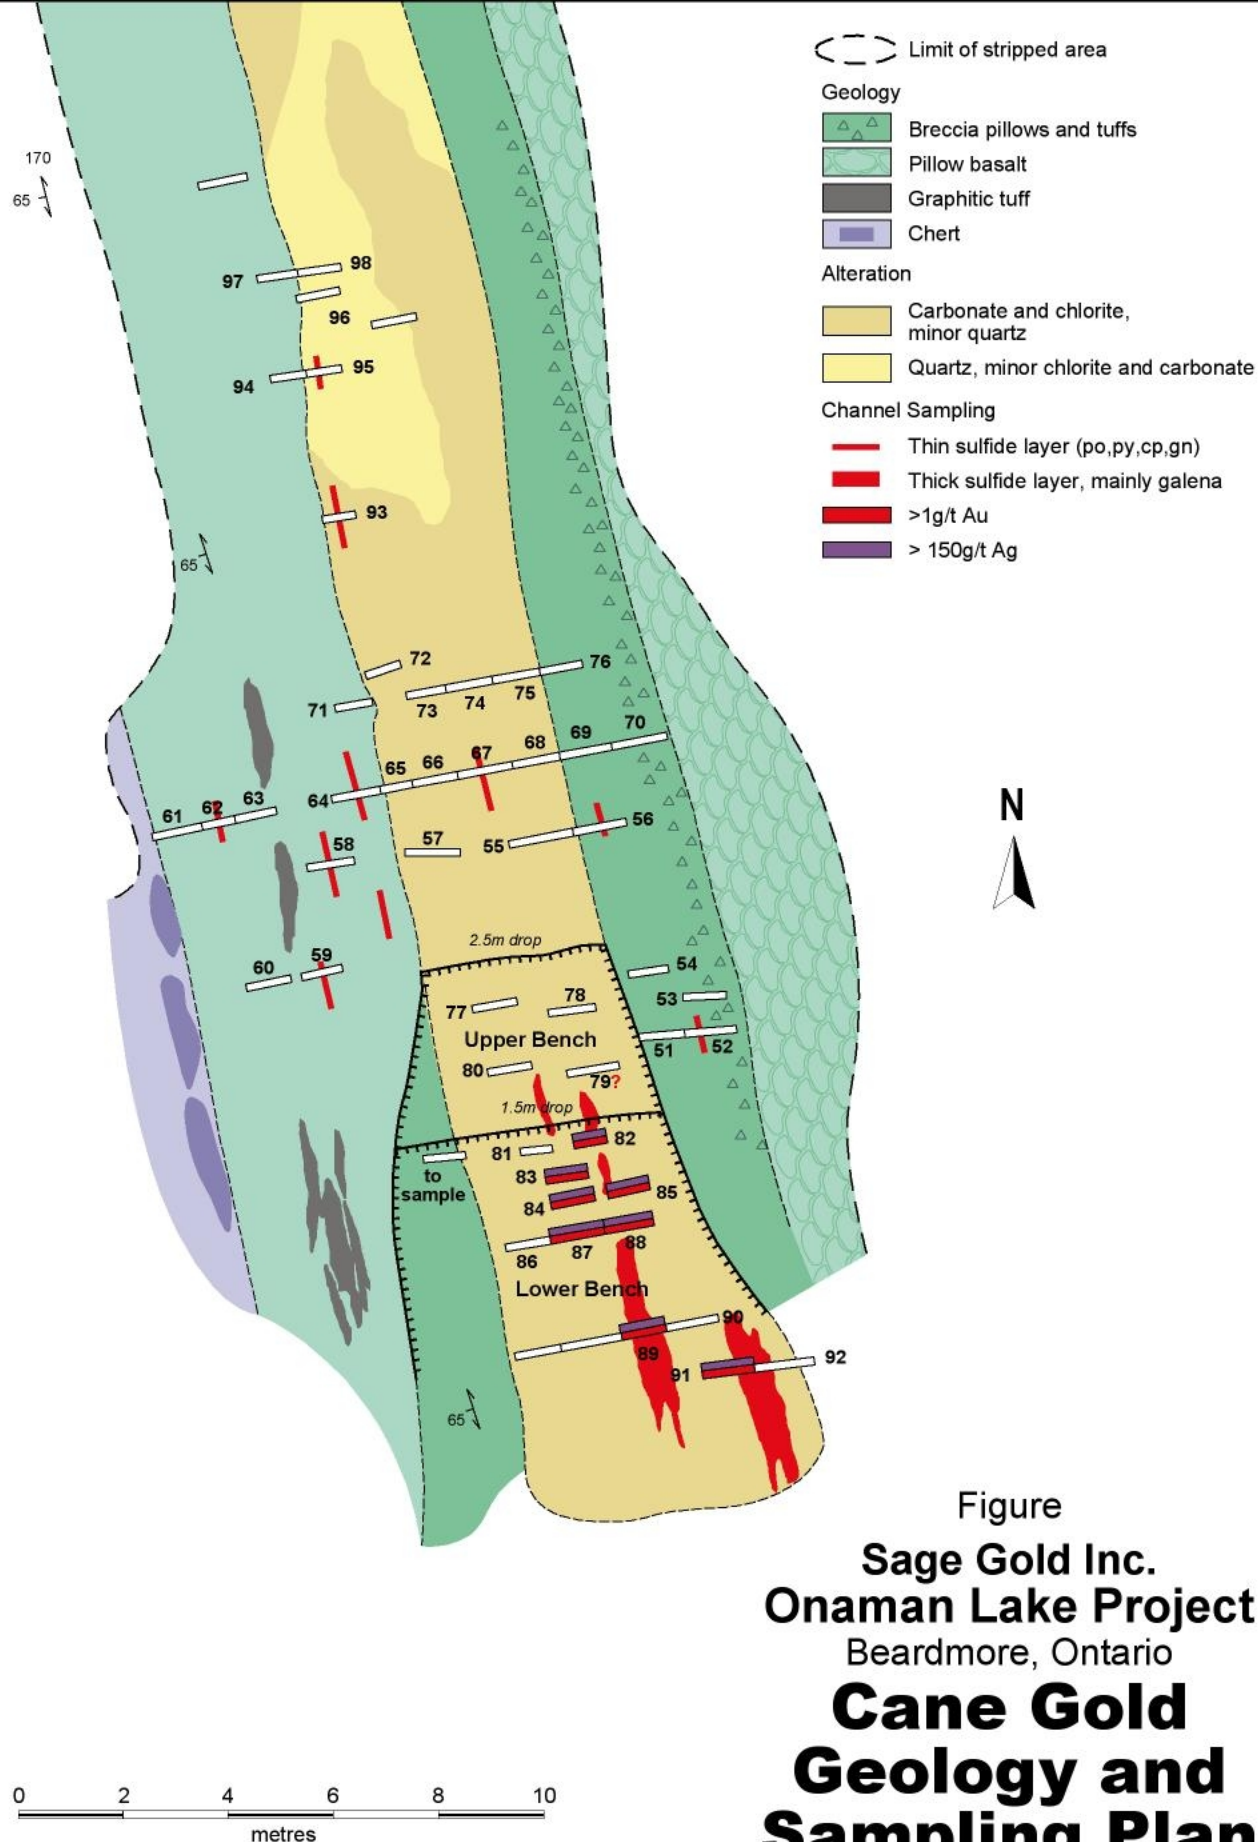 Limit of stripped area
Geology
Breccia pillows and tuffs
Pillow basalt
Graphitic tuff
Chert
Alteration
Carbonate and chlorite,
minor quartz
Quartz, minor chlorite and carbonate
Channel Sampling
Thin sulfide layer (po,py,cp,gn)
Thick sulfide layer, mainly galena
>1g/t Au
> 150g/t Ag
170
65
97
98
96
94
95
93
65
72
76
71
73
74
75
70
69
68
67
66
65
64
63
62
61
58
57
55
56
2.5m drop
60
59
54
53
77
78
Upper Bench
51
52
80
79?
1.5m drop
82
81
to
sample
83
85
84
88
87
86
Lower Bench
90
89
91
92
65
N
Figure
Sage Gold Inc.
Onaman Lake Project
Beardmore, Ontario
Cane Gold
Geology and
Sampling Plan
0 2 4 6 8 10
metres